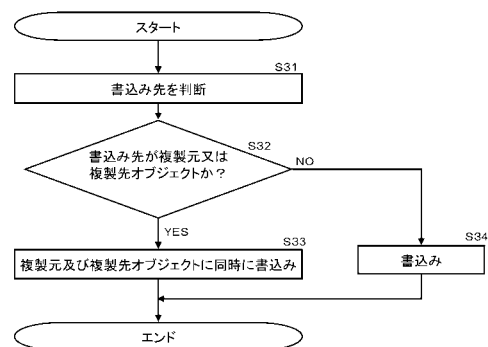 スタート
S31
書込み先を判断
S32
書込み先が複製元又は
複製先オブジェクトか？
NO
YES
S33
複製元及び複製先オブジェクトに同時に書込み
S34
書込み
エンド